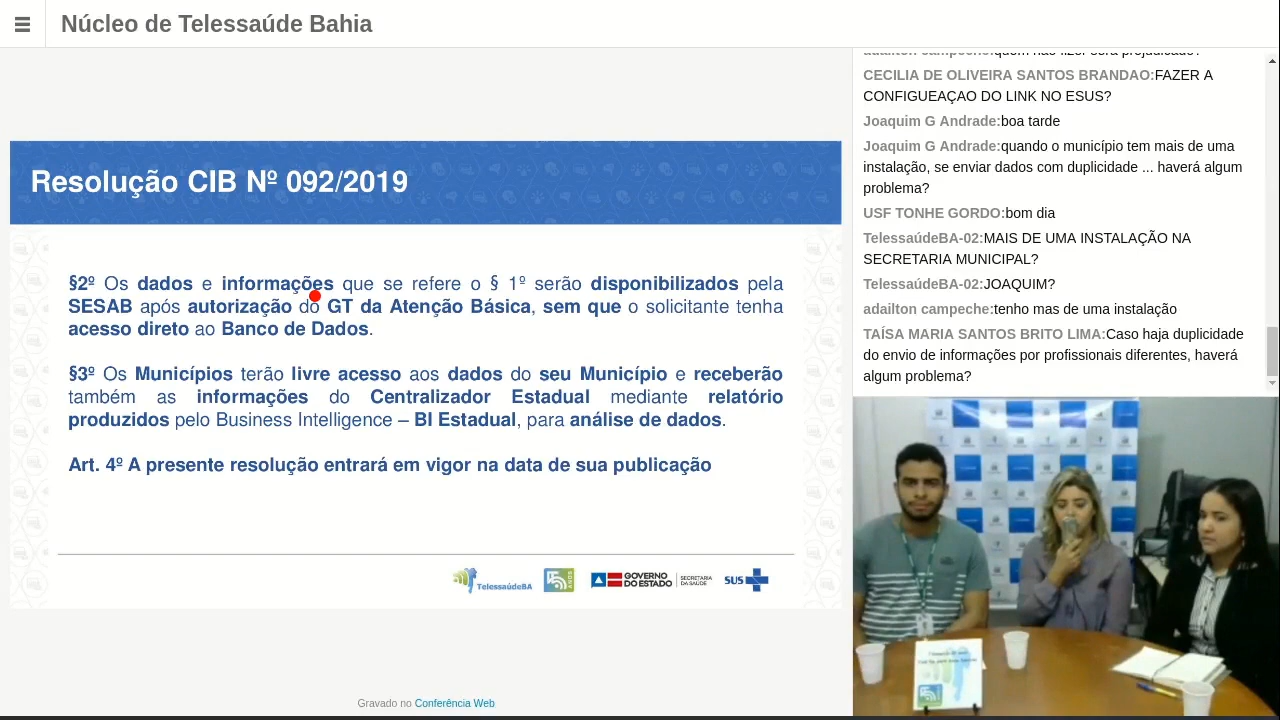 Núcleo de Telessaúde Bahia
Resolução CIB Nº 092/2019
§2º Os dados e informações que se refere o § 1º serão disponibilizados pela
SESAB após autorização do GT da Atenção Básica, sem que o solicitante tenha
acesso direto ao Banco de Dados.
§3º Os Municípios terão livre acesso aos dados do seu Município e receberão
também as informações do Centralizador Estadual mediante relatório
produzidos pelo Business Intelligence – BI Estadual, para análise de dados.
Art. 4º A presente resolução entrará em vigor na data de sua publicação
TelessaúdeBA
GOVERNO
DO ESTADO
SECRETARIA
DA SAÚDE
SUS
Gravado no Conferência Web
adailton campeche:quem não fizer será prejudicado?
CECILIA DE OLIVEIRA SANTOS BRANDAO:FAZER A
CONFIGUEAÇAO DO LINK NO ESUS?
Joaquim G Andrade:boa tarde
Joaquim G Andrade:quando o município tem mais de uma
instalação, se enviar dados com duplicidade ... haverá algum
problema?
USF TONHE GORDO:bom dia
TelessaúdeBA-02:MAIS DE UMA INSTALAÇÃO NA
SECRETARIA MUNICIPAL?
TelessaúdeBA-02:JOAQUIM?
adailton campeche:tenho mas de uma instalação
TAÍSA MARIA SANTOS BRITO LIMA:Caso haja duplicidade
do envio de informações por profissionais diferentes, haverá
algum problema?